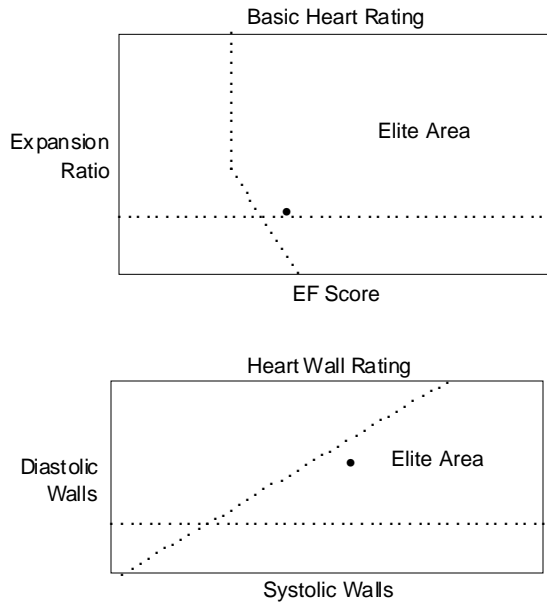 Basic Heart Rating
Elite Area
Expansion
Ratio
EF Score
Heart Wall Rating
Elite Area
Diastolic
Walls
Systolic Walls